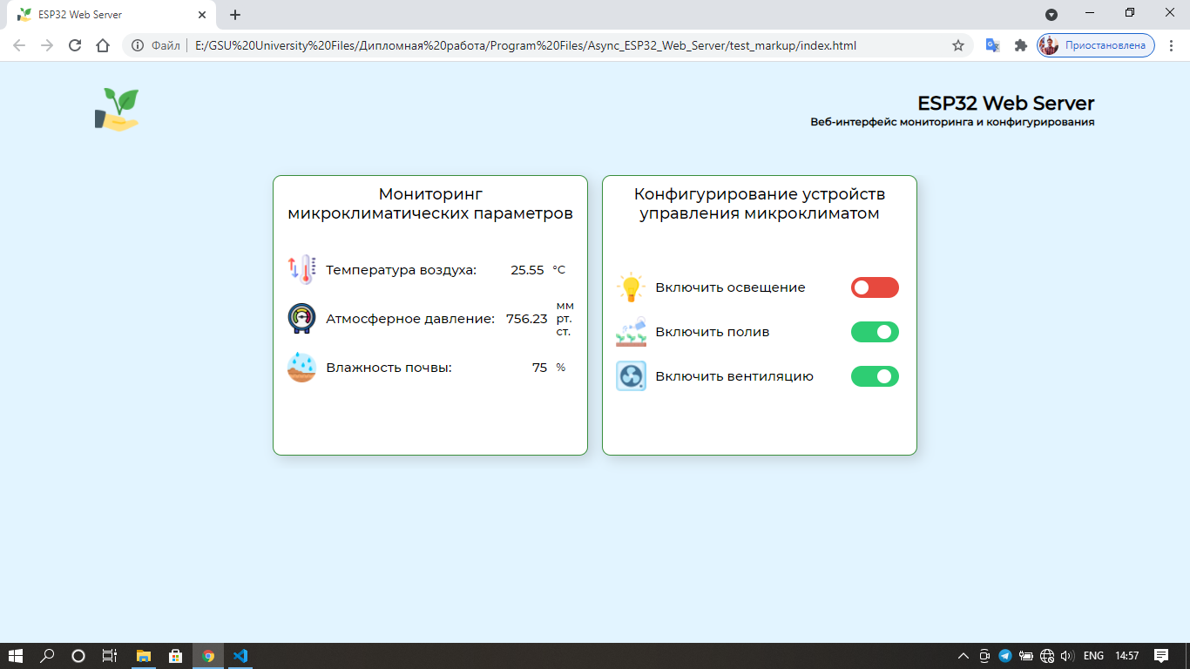 ESP32 Web Server
Файл
E:/GSU%20University%20Files/Дипломная%20работа/Program%20Files/Async_ESP32_Web_Server/test_markup/index.html
Приостановлена
ESP32 Web Server
Веб-интерфейс мониторинга и конфигурирования
Мониторинг
микроклиматических параметров
Температура воздуха: 25.55 °C
Атмосферное давление: 756.23 мм
рт.
ст.
Влажность почвы: 75 %
Конфигурирование устройств
управления микроклиматом
Включить освещение
Включить полив
Включить вентиляцию
ENG 14:57